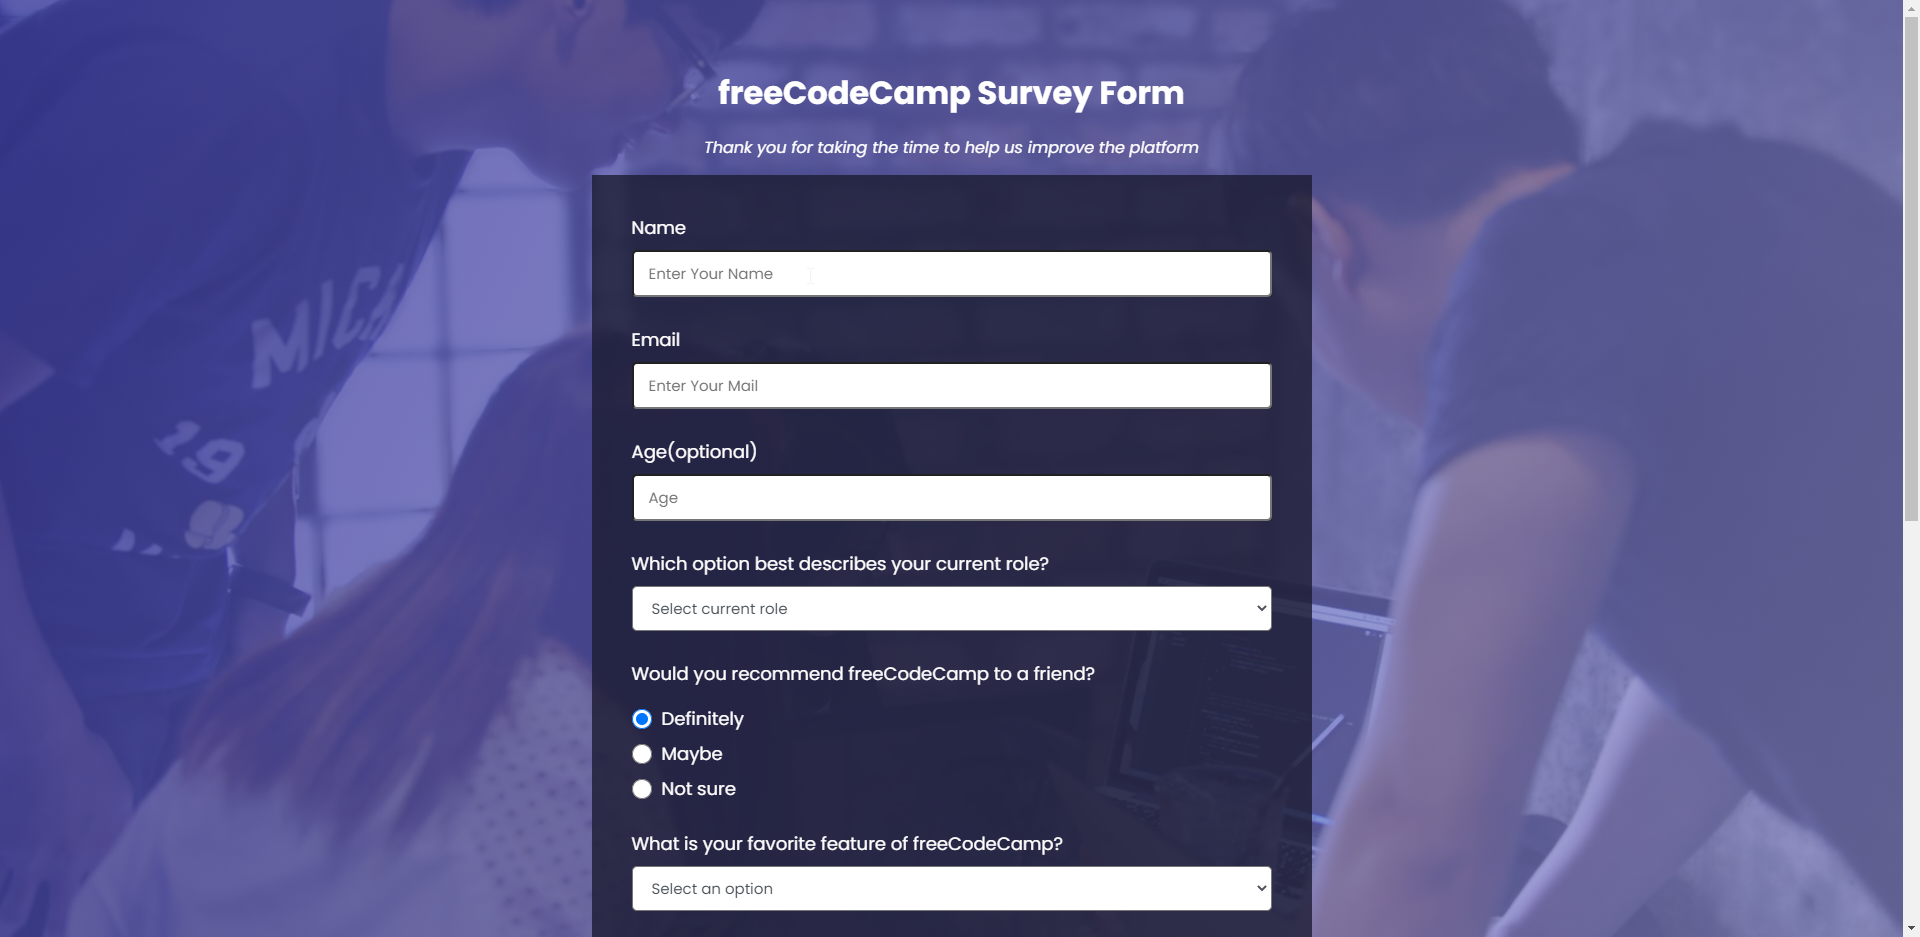 freeCodeCamp Survey Form
Thank you for taking the time to help us improve the platform
Name
Enter Your Name
Email
Enter Your Mail
Age(optional)
Age
Which option best describes your current role?
Select current role
Would you recommend freeCodeCamp to a friend?
Definitely
Maybe
Not sure
What is your favorite feature of freeCodeCamp?
Select an option
MICH
19